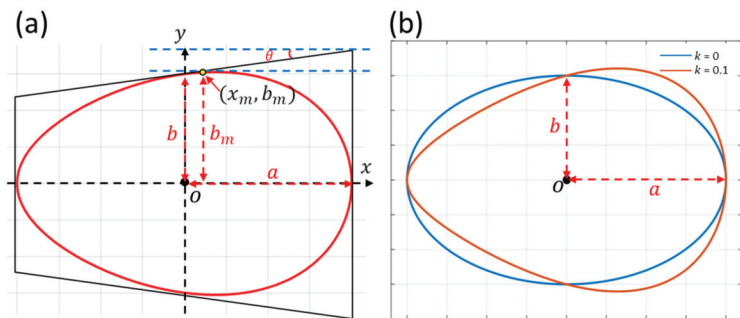 (a)
y
θ
(x_m, b_m)
b
b_m
x
a
o
(b)
k = 0
k = 0.1
b
o
a